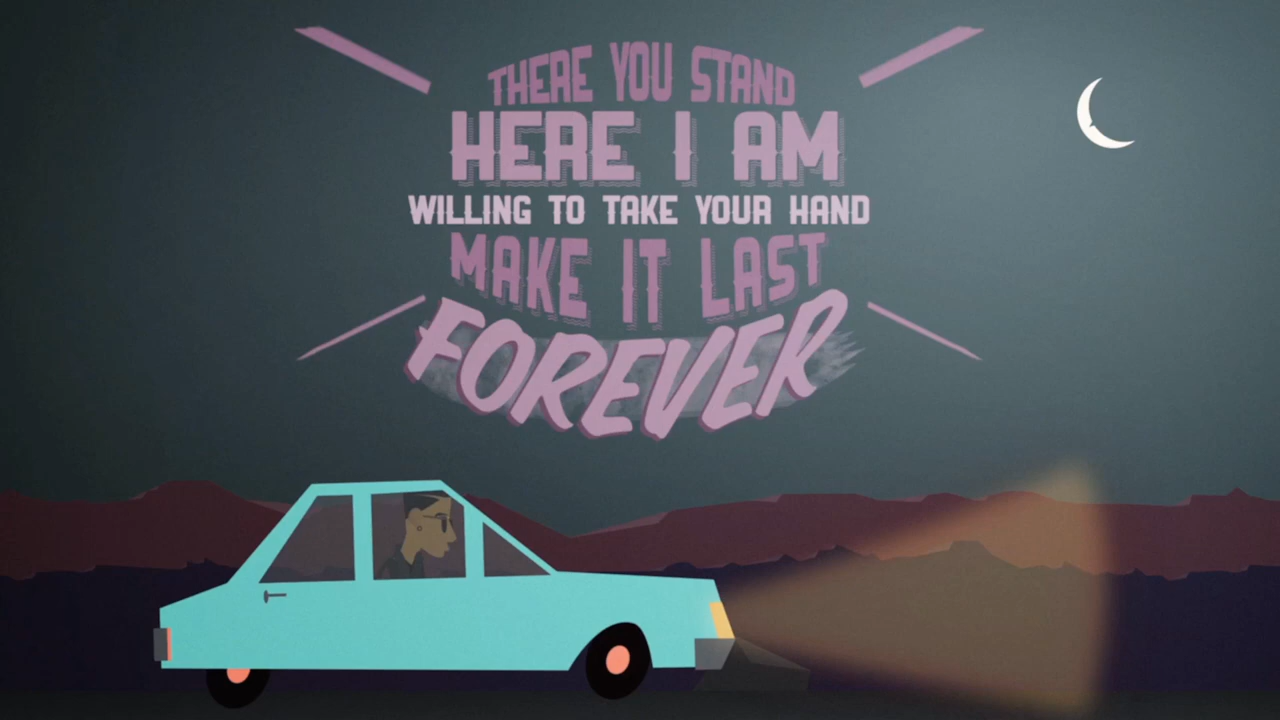 THERE YOU STAND
HERE I AM
WILLING TO TAKE YOUR HAND
MAKE IT LAST
FOREVER